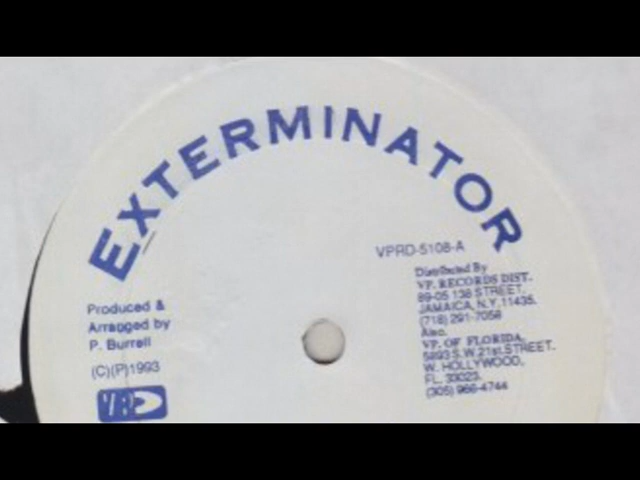 EXTERMINATOR
VPRD-5108-A
Produced &
Arranged by
P. Burrell
(C)(P)1993
VP
Distributed By
VP. RECORDS DIST.
89-05 138 STREET,
JAMAICA, N.Y. 11435.
(718) 291-7058
Also,
VP. OF FLORIDA,
5893 S.W. 21st. STREET.
W. HOLLYWOOD,
FL. 33023.
(305) 966-4744